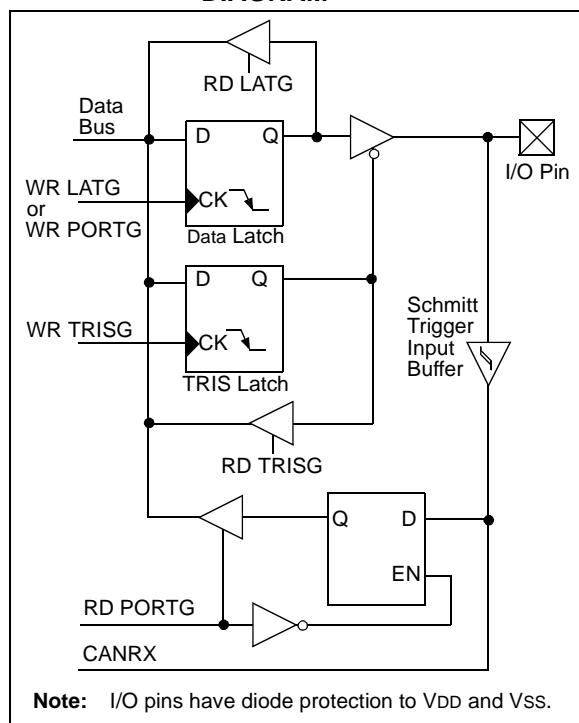 DIAGRAM
RD LATG
Data
Bus
D Q
WR LATG
or
WR PORTG
CK
Data Latch
I/O Pin
D Q
WR TRISG
CK
TRIS Latch
Schmitt
Trigger
Input
Buffer
RD TRISG
Q D
EN
RD PORTG
CANRX
Note: I/O pins have diode protection to VDD and VSS.